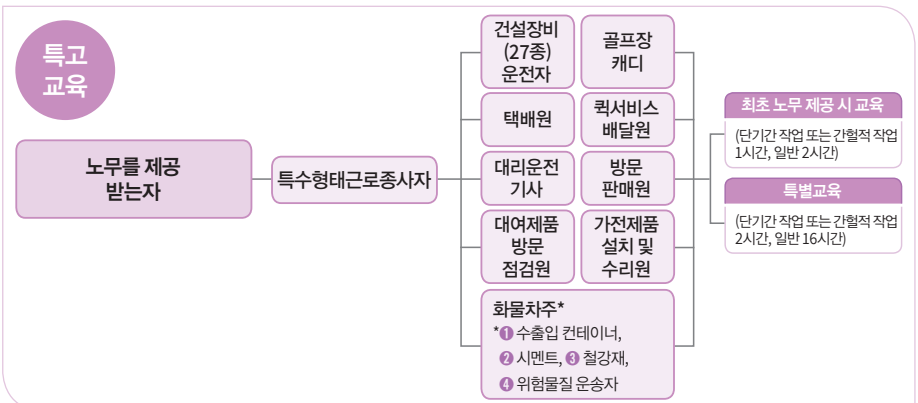 특고
교육
노무를 제공
받는자
특수형태근로종사자
건설장비
(27종)
운전자
골프장
캐디
택배원
퀵서비스
배달원
대리운전
기사
방문
판매원
대여제품
방문
점검원
가전제품
설치 및
수리원
화물차주*
*❶ 수출입 컨테이너,
❷ 시멘트, ❸ 철강재,
❹ 위험물질 운송자
최초 노무 제공 시 교육
(단기간 작업 또는 간헐적 작업
1시간, 일반 2시간)
특별교육
(단기간 작업 또는 간헐적 작업
2시간, 일반 16시간)